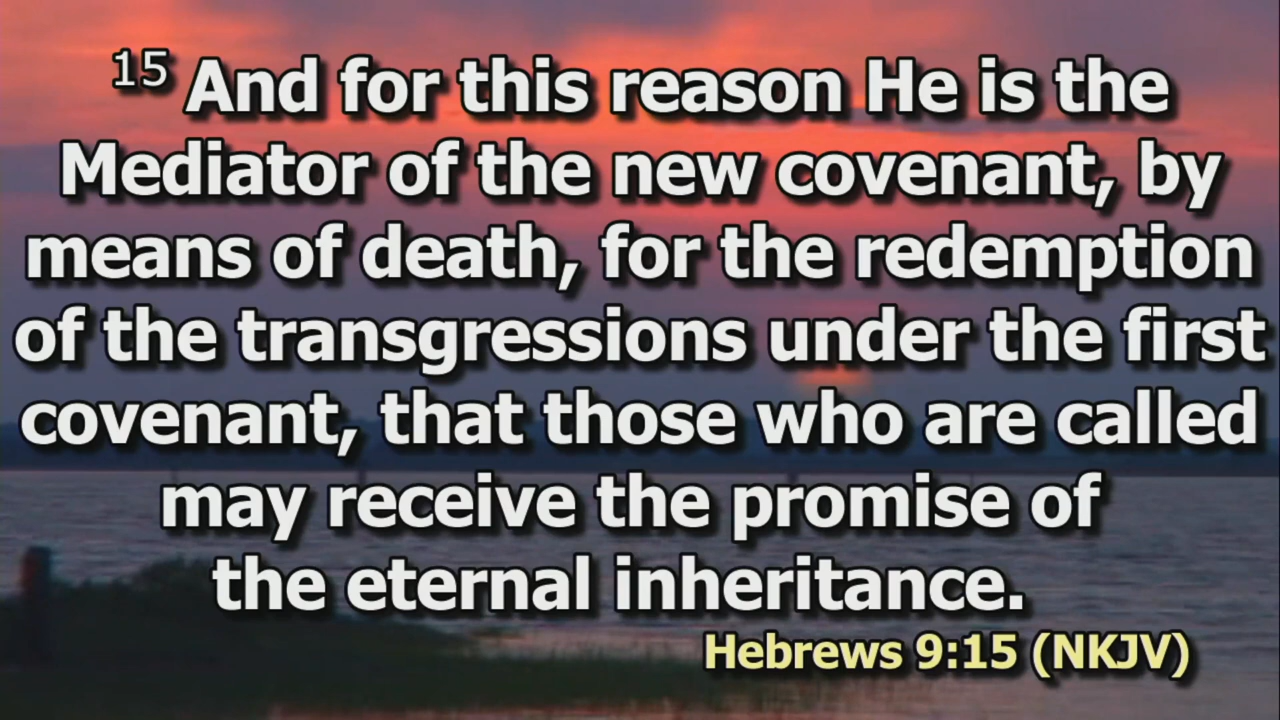 15 And for this reason He is the
Mediator of the new covenant, by
means of death, for the redemption
of the transgressions under the first
covenant, that those who are called
may receive the promise of
the eternal inheritance.
Hebrews 9:15 (NKJV)